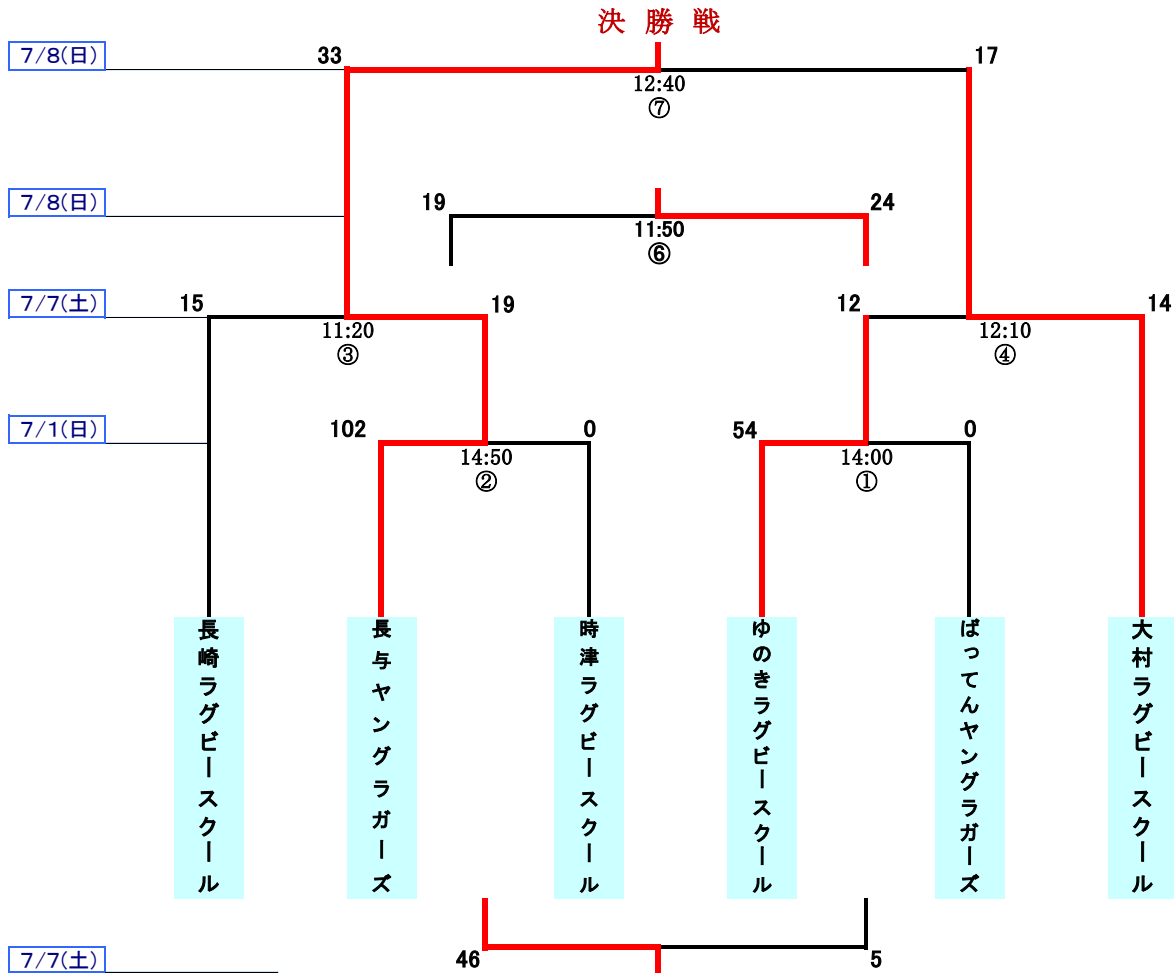 決勝戦
7/8(日)
33
17
12:40
⑦
7/8(日)
19
24
11:50
⑥
7/7(土)
15
19
12
14
11:20
③
12:10
④
7/1(日)
102
0
54
0
14:50
②
14:00
①
長崎ラグビースクール
長与ヤングラガーズ
時津ラグビースクール
ゆのきラグビースクール
ばってんヤングラガーズ
大村ラグビースクール
7/7(土)
46
5